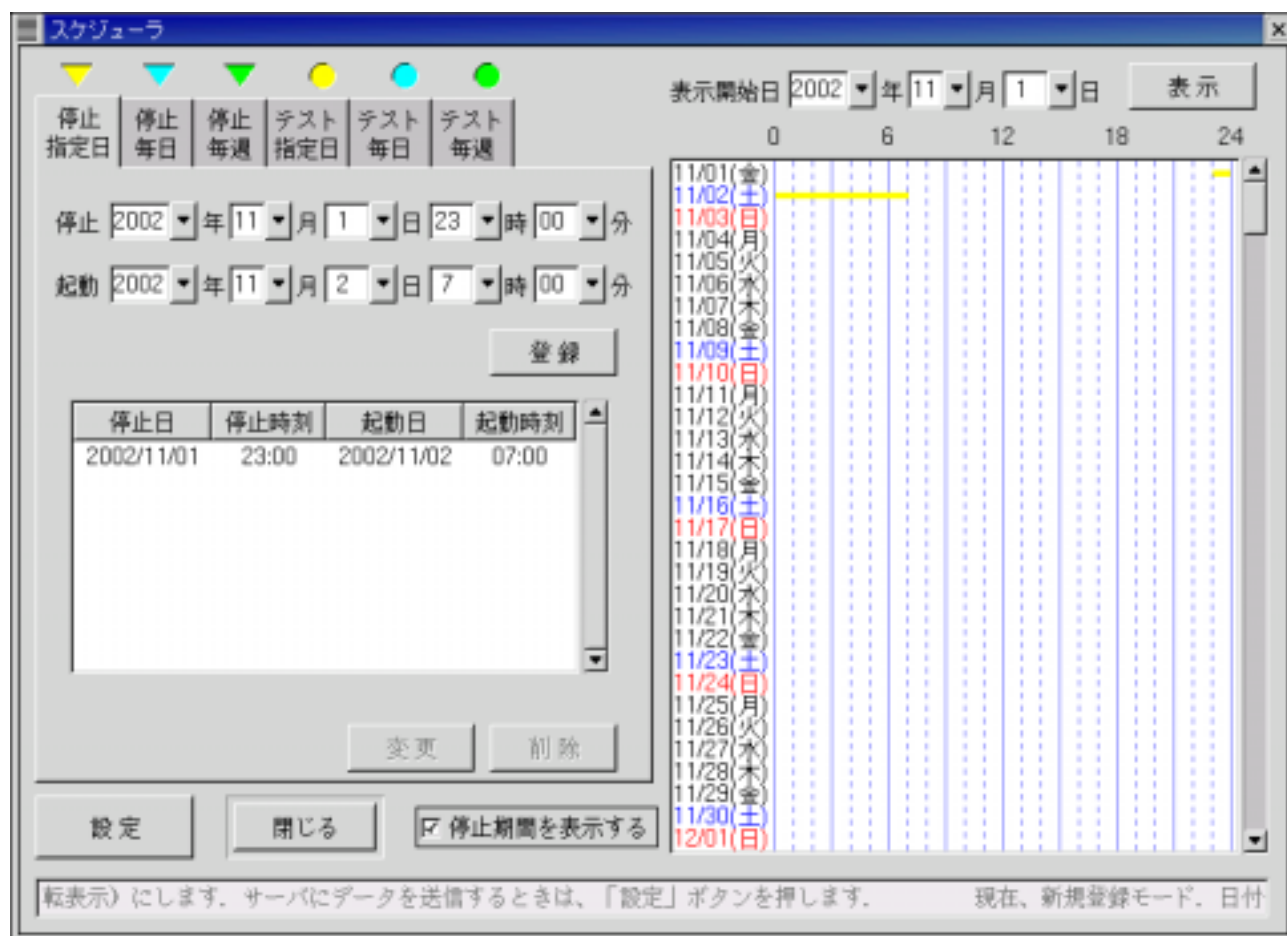 スケジューラ
停止 指定日
停止 毎日
停止 毎週
テスト 指定日
テスト 毎日
テスト 毎週
停止 2002 年 11 月 1 日 23 時 00 分
起動 2002 年 11 月 2 日 7 時 00 分
登録
停止日 停止時刻 起動日 起動時刻
2002/11/01 23:00 2002/11/02 07:00
変更 削除
設定 閉じる 停止期間を表示する
表示開始日 2002 年 11 月 1 日 表示
0 6 12 18 24
11/01(金)
11/02(土)
11/03(日)
11/04(月)
11/05(火)
11/06(水)
11/07(木)
11/08(金)
11/09(土)
11/10(日)
11/11(月)
11/12(火)
11/13(水)
11/14(木)
11/15(金)
11/16(土)
11/17(日)
11/18(月)
11/19(火)
11/20(水)
11/21(木)
11/22(金)
11/23(土)
11/24(日)
11/25(月)
11/26(火)
11/27(水)
11/28(木)
11/29(金)
11/30(土)
12/01(日)
転表示) にします. サーバにデータを送信するときは、「設定」ボタンを押します. 現在、新規登録モード. 日付